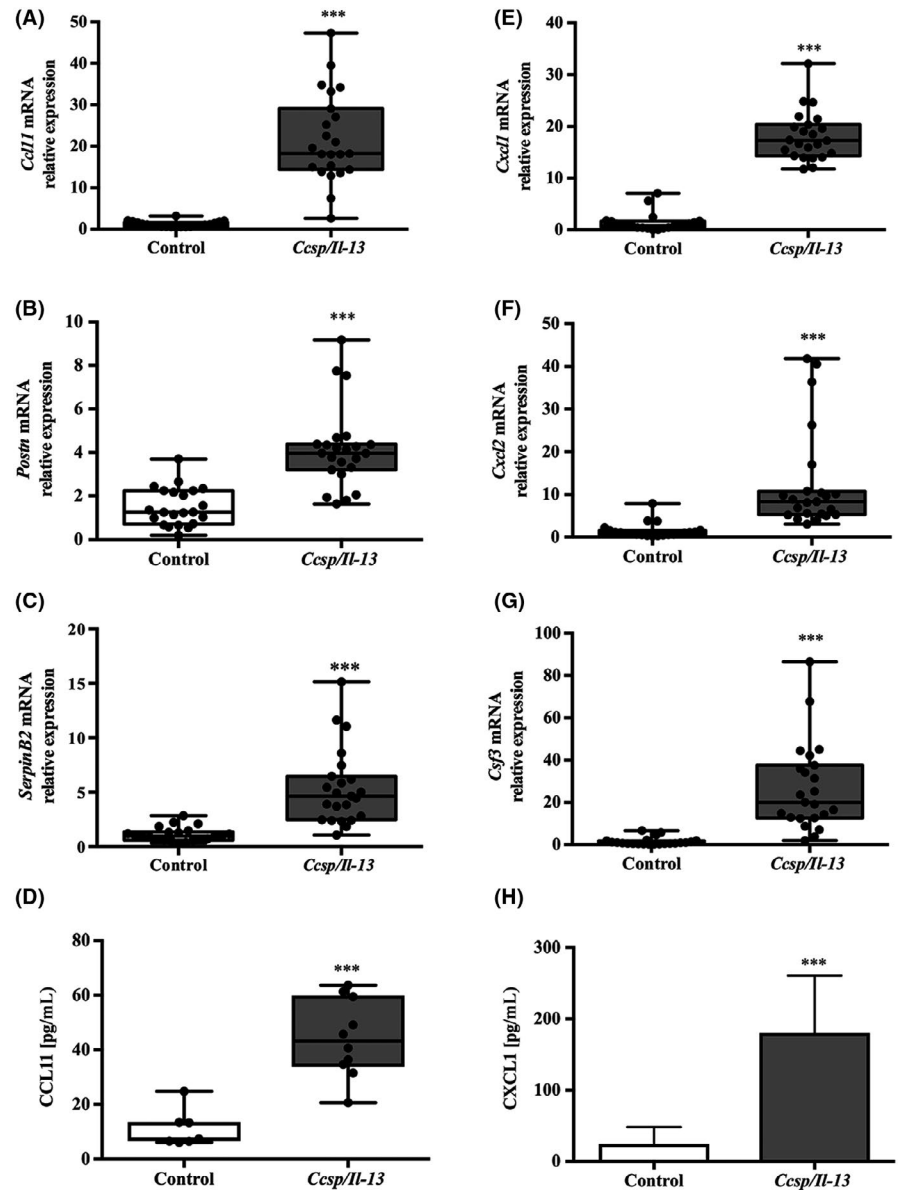 (A)
Ccl11 mRNA
relative expression
50
40
30
20
10
0
***
Control
Ccsp/Il-13
(B)
Postn mRNA
relative expression
10
8
6
4
2
0
***
Control
Ccsp/Il-13
(C)
SerpinB2 mRNA
relative expression
20
15
10
5
0
***
Control
Ccsp/Il-13
(D)
CCL11 [pg/mL]
80
60
40
20
0
***
Control
Ccsp/Il-13
(E)
Cxcl1 mRNA
relative expression
40
30
20
10
0
***
Control
Ccsp/Il-13
(F)
Cxcl2 mRNA
relative expression
50
40
30
20
10
0
***
Control
Ccsp/Il-13
(G)
Csf3 mRNA
relative expression
100
80
60
40
20
0
***
Control
Ccsp/Il-13
(H)
CXCL1 [pg/mL]
300
200
100
0
***
Control
Ccsp/Il-13